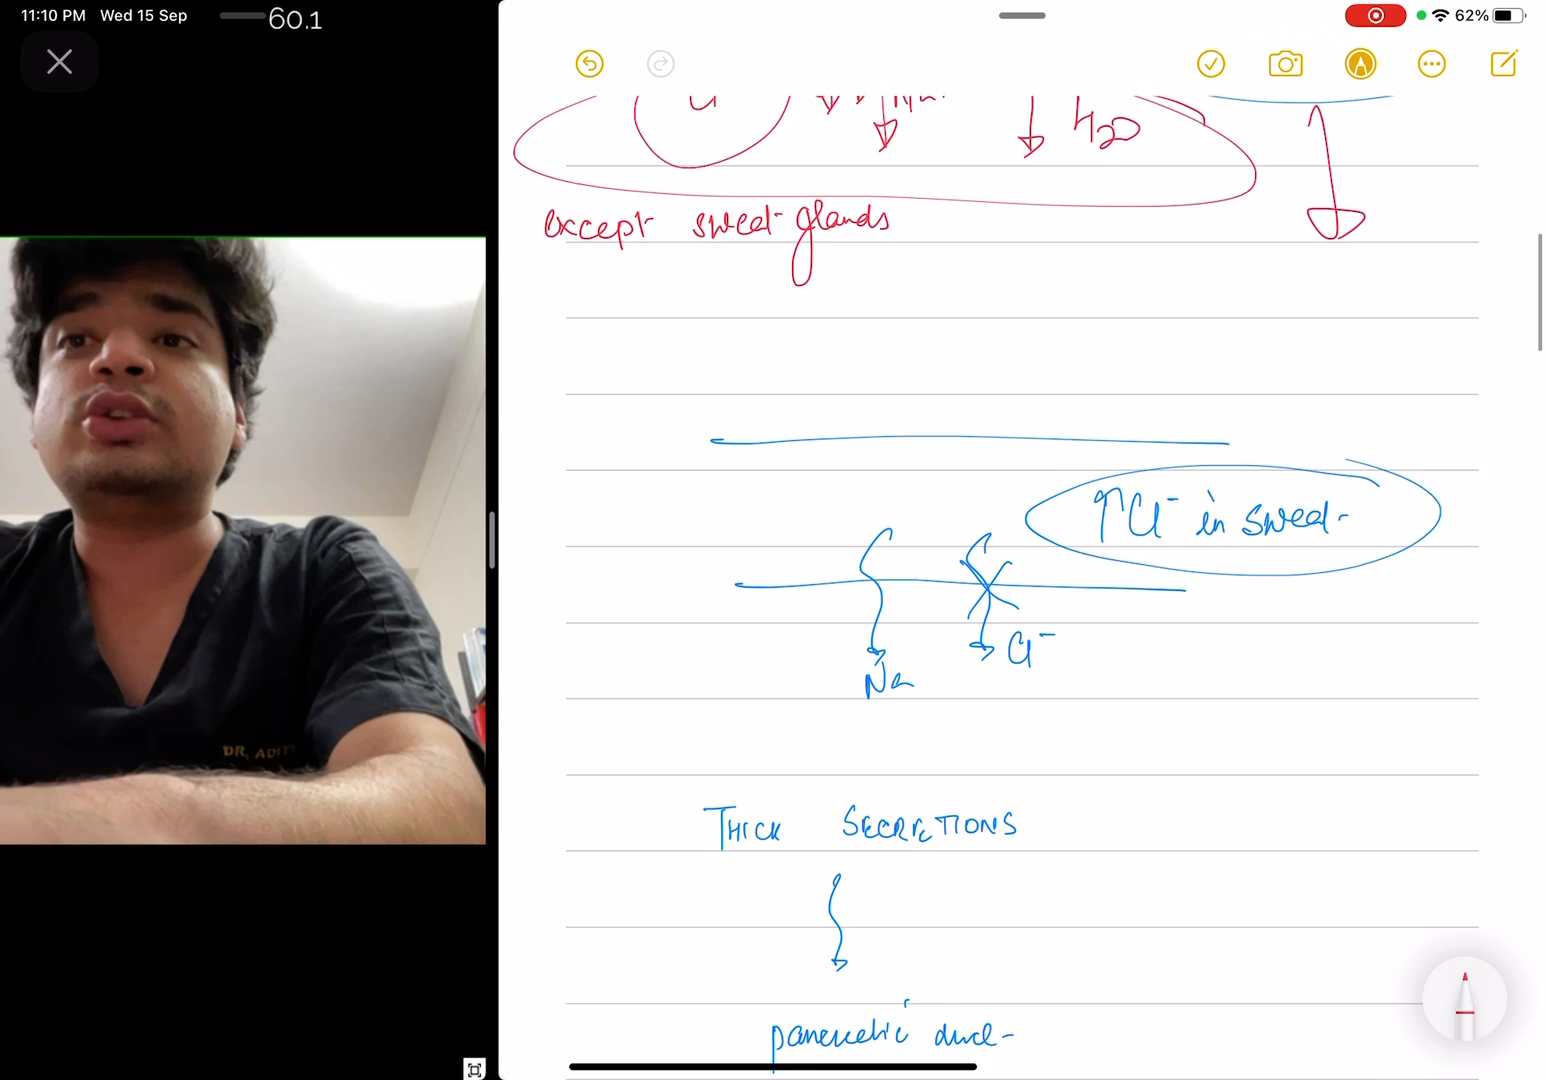 11:10 PM Wed 15 Sep
60.1
62%
H2O
except sweat glands
↑Cl⁻ in sweat
Cl⁻
Na
THICK SECRETIONS
pancreatic duct
DR. ADIT